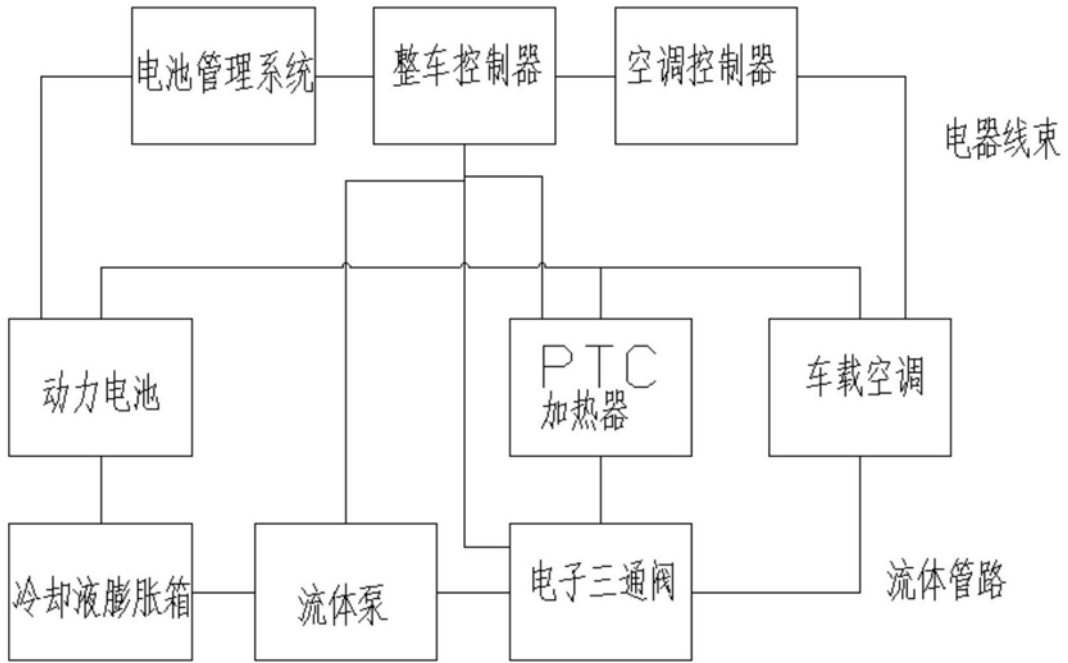 电池管理系统
整车控制器
空调控制器
电器线束
动力电池
PTC
加热器
车载空调
冷却液膨胀箱
流体泵
电子三通阀
流体管路